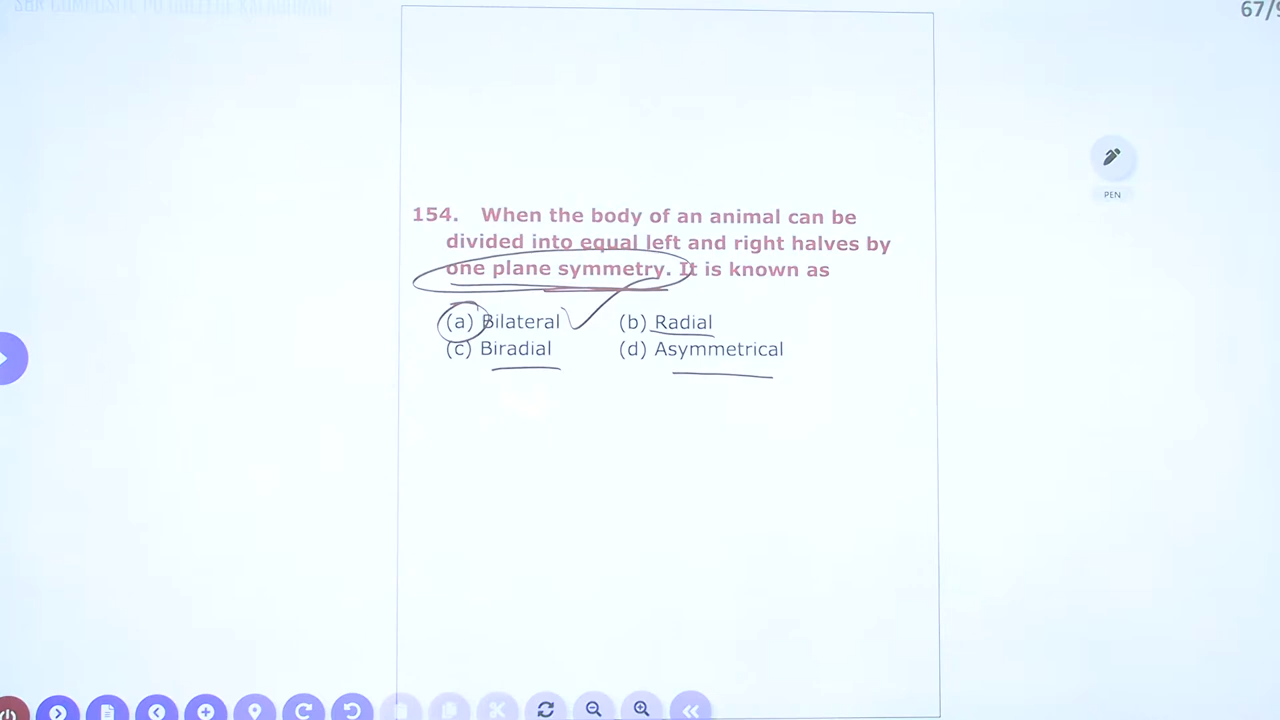 67/9
PEN
154. When the body of an animal can be
divided into equal left and right halves by
one plane symmetry. It is known as
(a) Bilateral (b) Radial
(c) Biradial (d) Asymmetrical